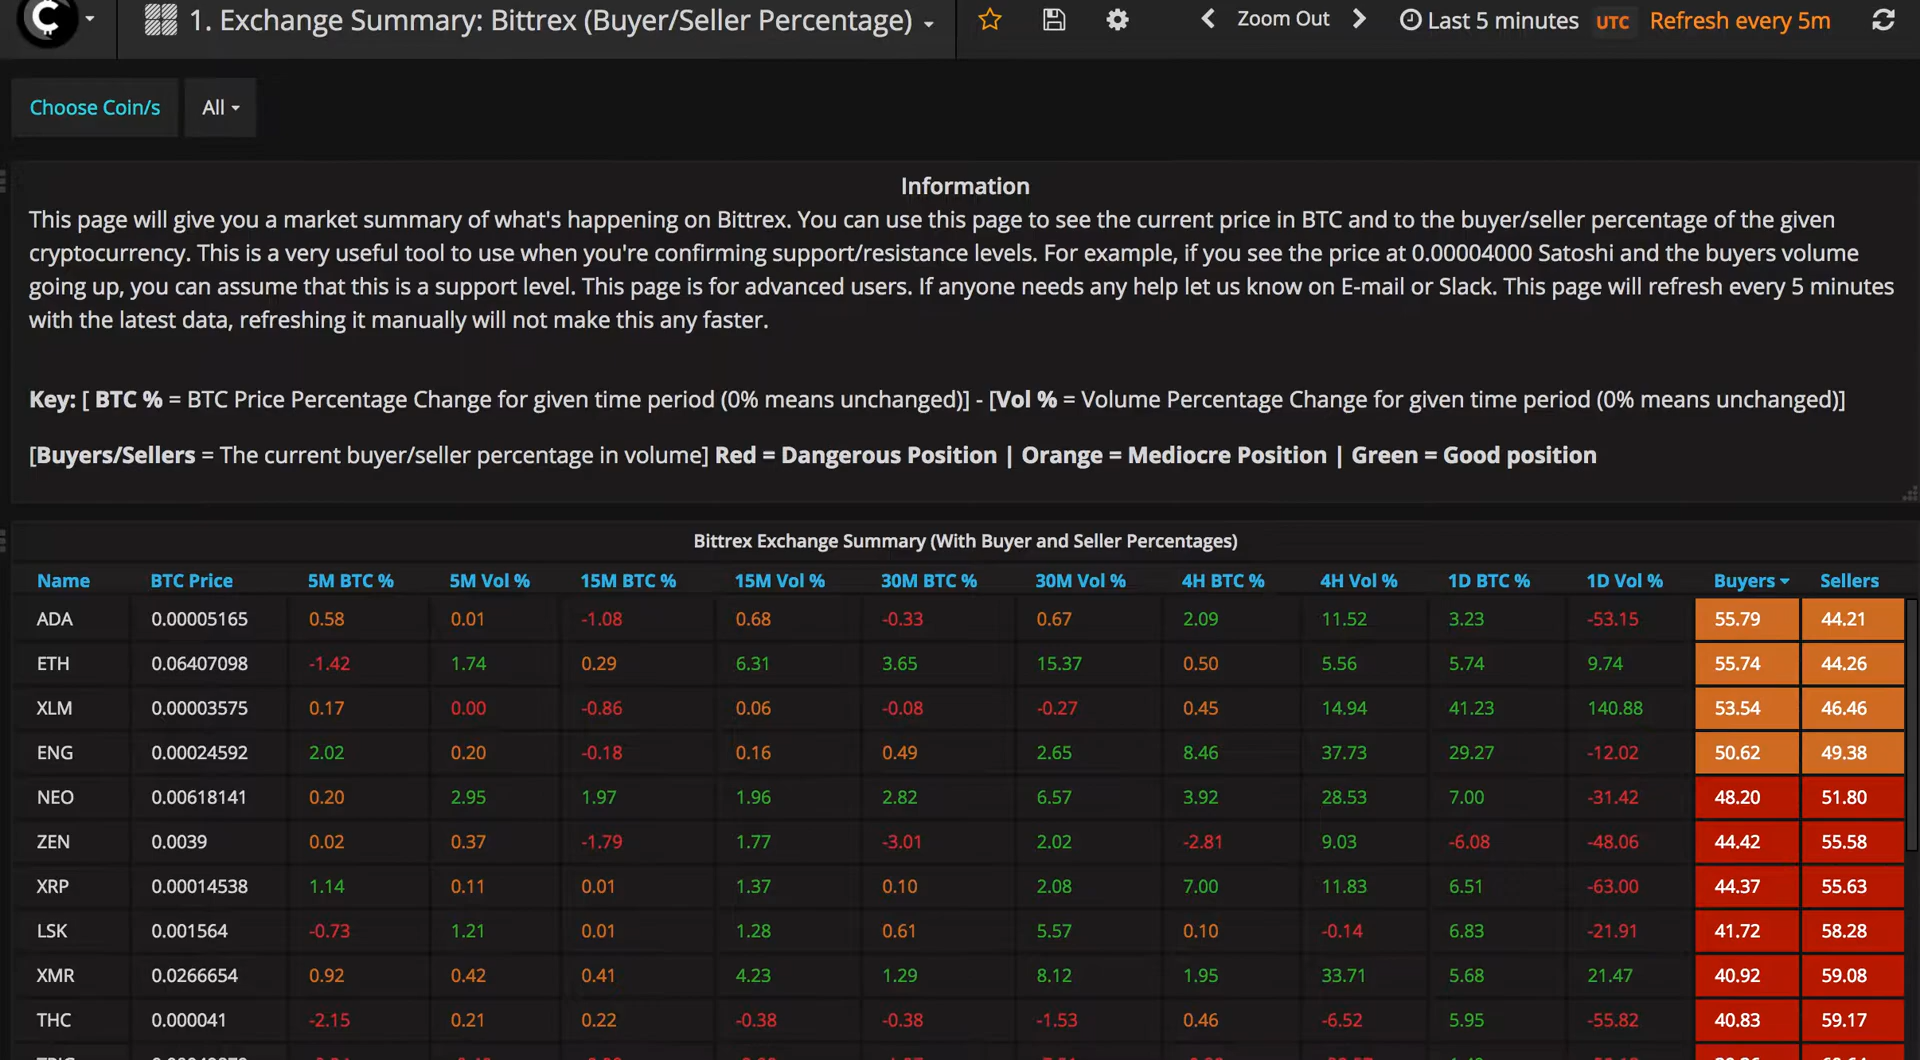 1. Exchange Summary: Bittrex (Buyer/Seller Percentage)
Zoom Out
Last 5 minutes UTC Refresh every 5m
Choose Coin/s All
Information
This page will give you a market summary of what's happening on Bittrex. You can use this page to see the current price in BTC and to the buyer/seller percentage of the given
cryptocurrency. This is a very useful tool to use when you're confirming support/resistance levels. For example, if you see the price at 0.00004000 Satoshi and the buyers volume
going up, you can assume that this is a support level. This page is for advanced users. If anyone needs any help let us know on E-mail or Slack. This page will refresh every 5 minutes
with the latest data, refreshing it manually will not make this any faster.
Key: [ BTC % = BTC Price Percentage Change for given time period (0% means unchanged)] - [Vol % = Volume Percentage Change for given time period (0% means unchanged)]
[Buyers/Sellers = The current buyer/seller percentage in volume] Red = Dangerous Position | Orange = Mediocre Position | Green = Good position
Bittrex Exchange Summary (With Buyer and Seller Percentages)
Name BTC Price 5M BTC % 5M Vol % 15M BTC % 15M Vol % 30M BTC % 30M Vol % 4H BTC % 4H Vol % 1D BTC % 1D Vol % Buyers Sellers
ADA 0.00005165 0.58 0.01 -1.08 0.68 -0.33 0.67 2.09 11.52 3.23 -53.15 55.79 44.21
ETH 0.06407098 -1.42 1.74 0.29 6.31 3.65 15.37 0.50 5.56 5.74 9.74 55.74 44.26
XLM 0.00003575 0.17 0.00 -0.86 0.06 -0.08 -0.27 0.45 14.94 41.23 140.88 53.54 46.46
ENG 0.00024592 2.02 0.20 -0.18 0.16 0.49 2.65 8.46 37.73 29.27 -12.02 50.62 49.38
NEO 0.00618141 0.20 2.95 1.97 1.96 2.82 6.57 3.92 28.53 7.00 -31.42 48.20 51.80
ZEN 0.0039 0.02 0.37 -1.79 1.77 -3.01 2.02 -2.81 9.03 -6.08 -48.06 44.42 55.58
XRP 0.00014538 1.14 0.11 0.01 1.37 0.10 2.08 7.00 11.83 6.51 -63.00 44.37 55.63
LSK 0.001564 -0.73 1.21 0.01 1.28 0.61 5.57 0.10 -0.14 6.83 -21.91 41.72 58.28
XMR 0.0266654 0.92 0.42 0.41 4.23 1.29 8.12 1.95 33.71 5.68 21.47 40.92 59.08
THC 0.000041 -2.15 0.21 0.22 -0.38 -0.38 -1.53 0.46 -6.52 5.95 -55.82 40.83 59.17